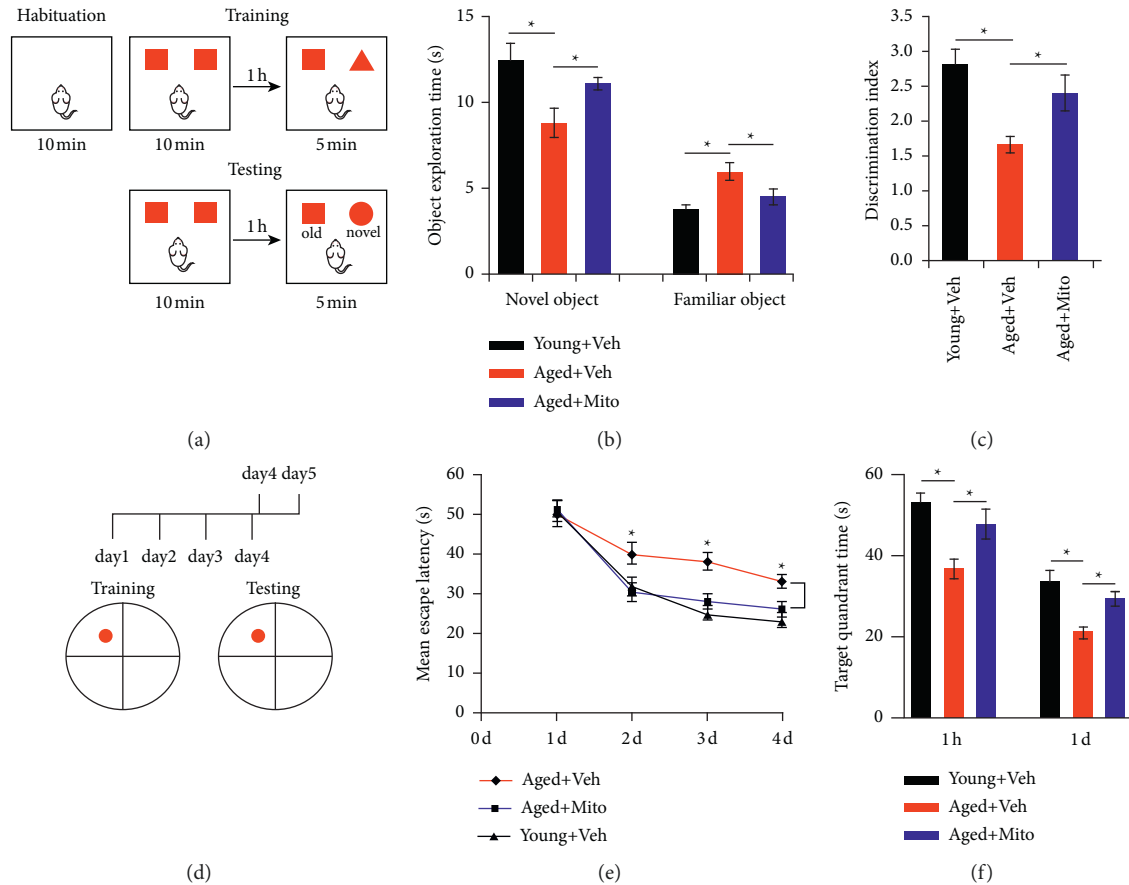 Habituation
Training
1 h
10 min
10 min
5 min
Testing
1 h
old
novel
10 min
5 min
(a)
Object exploration time (s)
15
10
5
0
Novel object
Familiar object
*
*
*
*
Young+Veh
Aged+Veh
Aged+Mito
(b)
Discrimination index
3.5
3.0
2.5
2.0
1.5
1.0
0.5
0.0
*
*
Young+Veh
Aged+Veh
Aged+Mito
(c)
day4 day5
day1 day2 day3 day4
Training
Testing
(d)
Mean escape latency (s)
60
50
40
30
20
10
0
0 d
1 d
2 d
3 d
4 d
*
*
*
Aged+Veh
Aged+Mito
Young+Veh
(e)
Target quandrant time (s)
60
40
20
0
*
*
*
*
1 h
1 d
Young+Veh
Aged+Veh
Aged+Mito
(f)